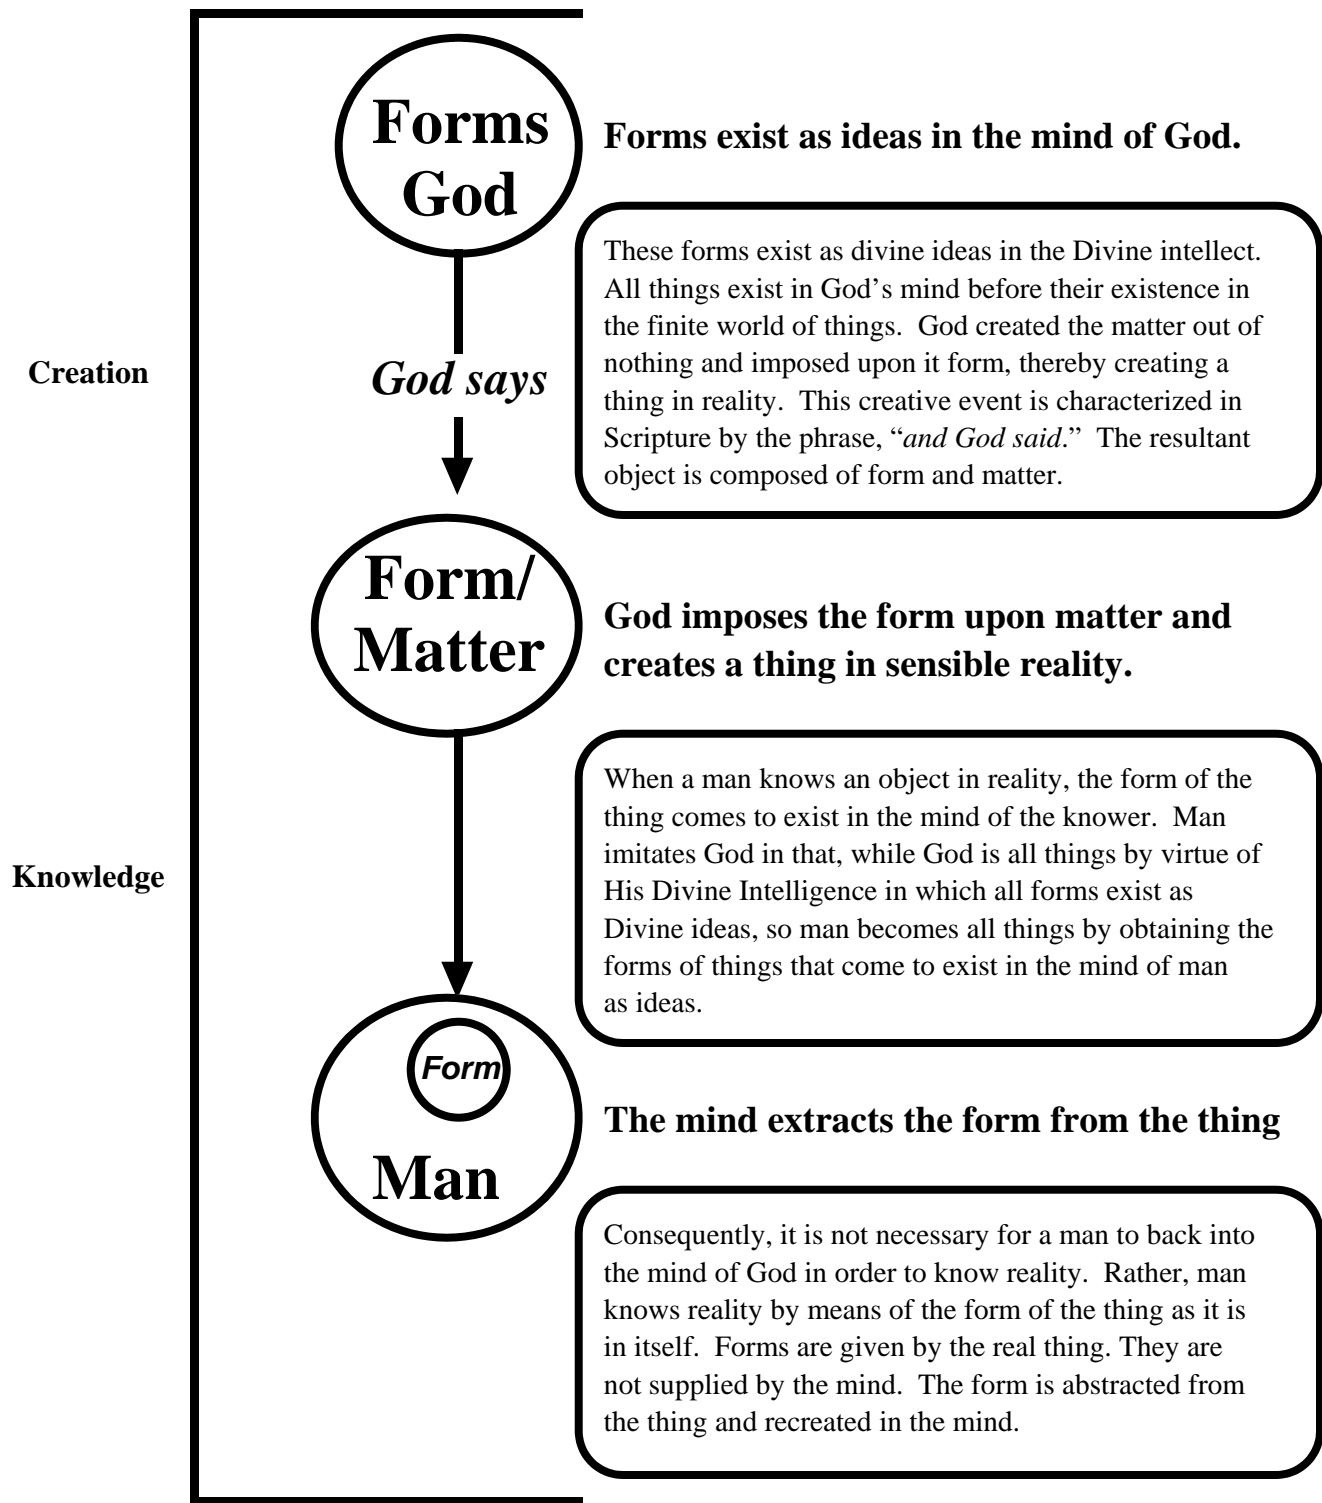 Forms
God
Forms exist as ideas in the mind of God.
These forms exist as divine ideas in the Divine intellect.
All things exist in God’s mind before their existence in
the finite world of things.  God created the matter out of
nothing and imposed upon it form, thereby creating a
thing in reality.  This creative event is characterized in
Scripture by the phrase, “and God said.”  The resultant
object is composed of form and matter.
Creation
God says
Form/
Matter
God imposes the form upon matter and
creates a thing in sensible reality.
When a man knows an object in reality, the form of the
thing comes to exist in the mind of the knower.  Man
imitates God in that, while God is all things by virtue of
His Divine Intelligence in which all forms exist as
Divine ideas, so man becomes all things by obtaining the
forms of things that come to exist in the mind of man
as ideas.
Knowledge
Form
Man
The mind extracts the form from the thing
Consequently, it is not necessary for a man to back into
the mind of God in order to know reality.  Rather, man
knows reality by means of the form of the thing as it is
in itself.  Forms are given by the real thing. They are
not supplied by the mind.  The form is abstracted from
the thing and recreated in the mind.